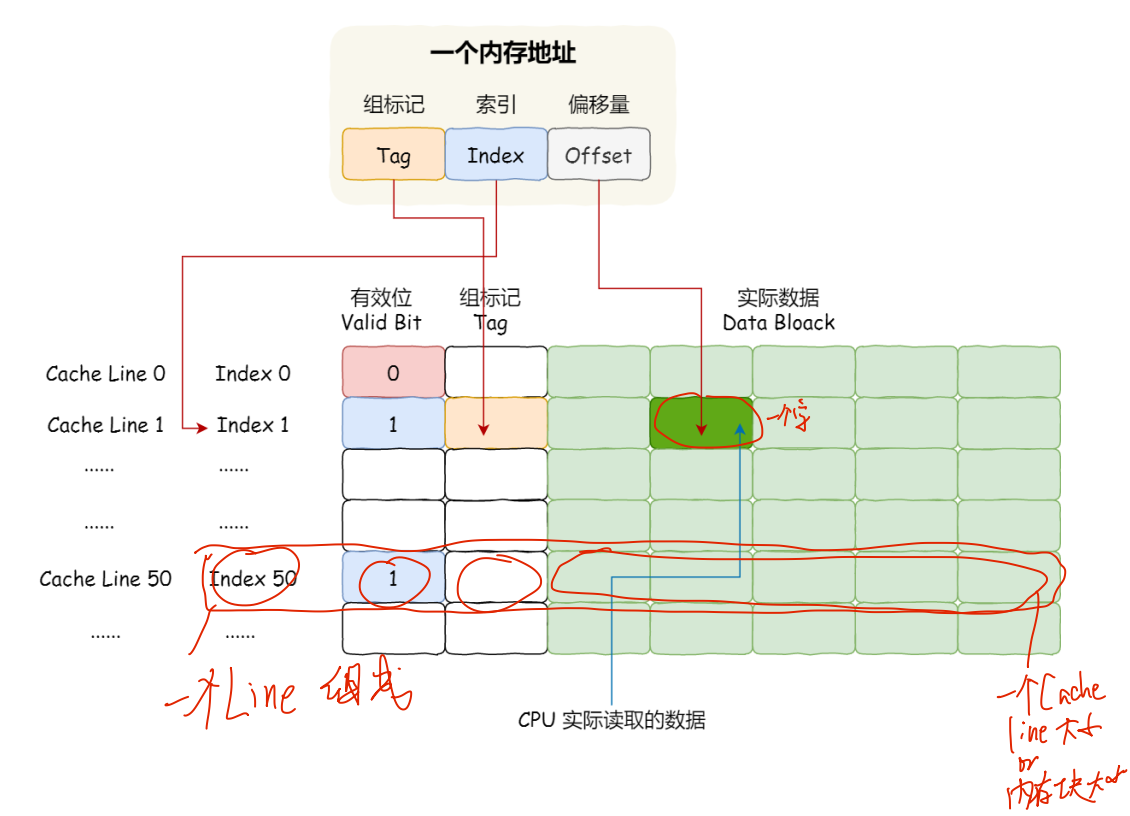 一个内存地址
组标记 索引 偏移量
Tag Index Offset
有效位 组标记 实际数据
Valid Bit Tag Data Bloack
Cache Line 0 Index 0 0
Cache Line 1 Index 1 1 一个字
...... ......
...... ......
Cache Line 50 Index 50 1
...... ......
一个Line 组成
CPU 实际读取的数据
一个Cache
line大小
or
内存块大小